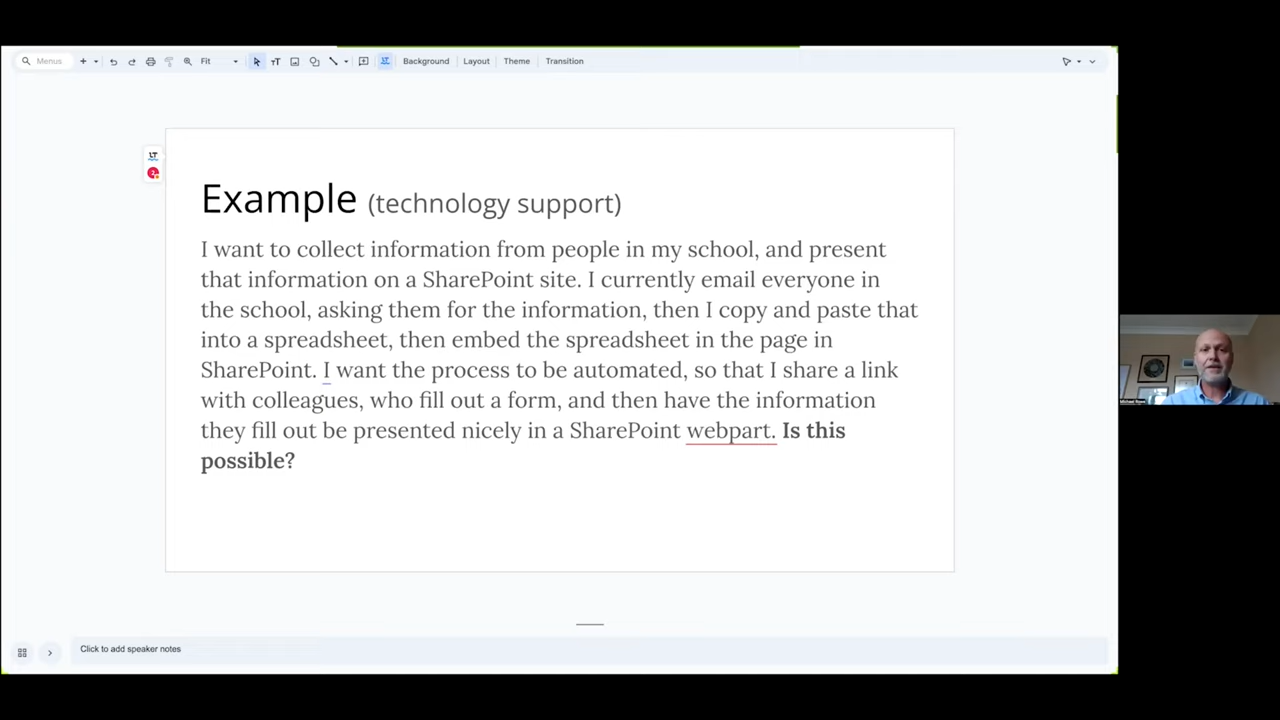 Menus
Fit
Background
Layout
Theme
Transition
LT
Example (technology support)
I want to collect information from people in my school, and present
that information on a SharePoint site. I currently email everyone in
the school, asking them for the information, then I copy and paste that
into a spreadsheet, then embed the spreadsheet in the page in
SharePoint. I want the process to be automated, so that I share a link
with colleagues, who fill out a form, and then have the information
they fill out be presented nicely in a SharePoint webpart. Is this
possible?
Click to add speaker notes